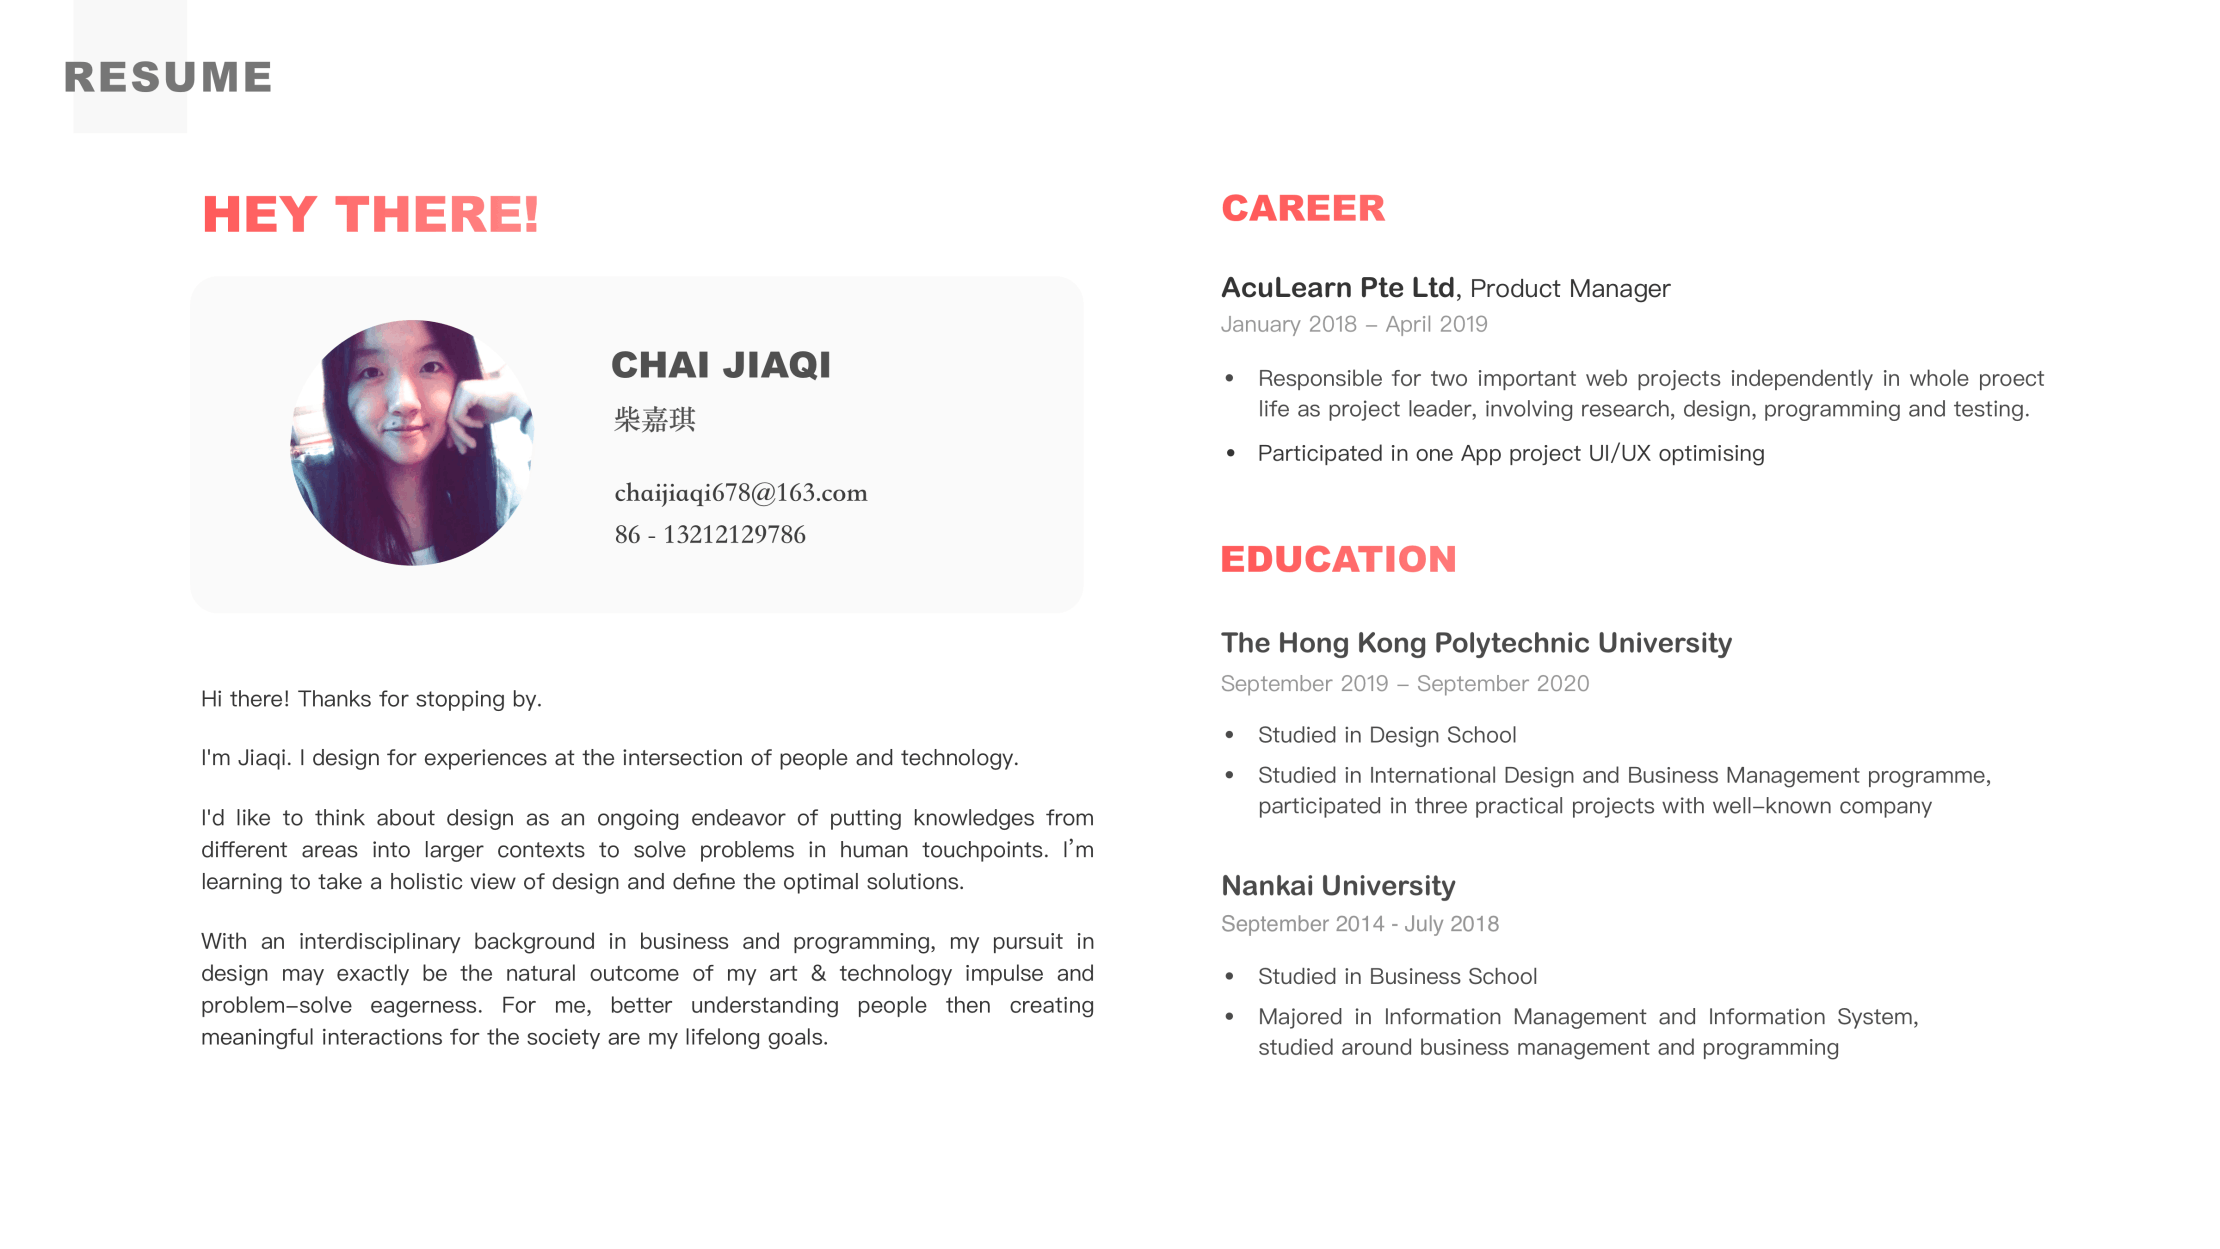 RESUME
HEY THERE!
CHAI JIAQI
柴嘉琪
chaijiaqi678@163.com
86 - 13212129786
Hi there! Thanks for stopping by.
I'm Jiaqi. I design for experiences at the intersection of people and technology.
I'd like to think about design as an ongoing endeavor of putting knowledges from
different areas into larger contexts to solve problems in human touchpoints. I’m
learning to take a holistic view of design and define the optimal solutions.
With an interdisciplinary background in business and programming, my pursuit in
design may exactly be the natural outcome of my art & technology impulse and
problem–solve eagerness. For me, better understanding people then creating
meaningful interactions for the society are my lifelong goals.
CAREER
AcuLearn Pte Ltd, Product Manager
January 2018 – April 2019
• Responsible for two important web projects independently in whole proect
life as project leader, involving research, design, programming and testing.
• Participated in one App project UI/UX optimising
EDUCATION
The Hong Kong Polytechnic University
September 2019 – September 2020
• Studied in Design School
• Studied in International Design and Business Management programme,
participated in three practical projects with well–known company
Nankai University
September 2014 - July 2018
• Studied in Business School
• Majored in Information Management and Information System,
studied around business management and programming